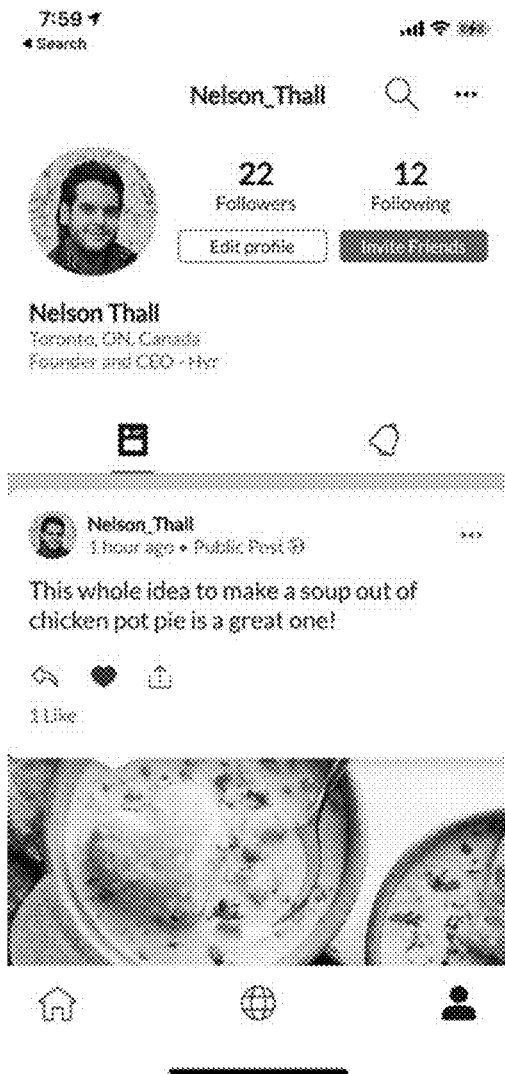 7:59
Search
Nelson_Thall
22
12
Followers
Following
Edit profile
Invite Friends
Nelson Thall
Toronto, ON, Canada
Founder and CEO - Hyr
Nelson_Thall
1 hour ago • Public Post
This whole idea to make a soup out of
chicken pot pie is a great one!
1 Like